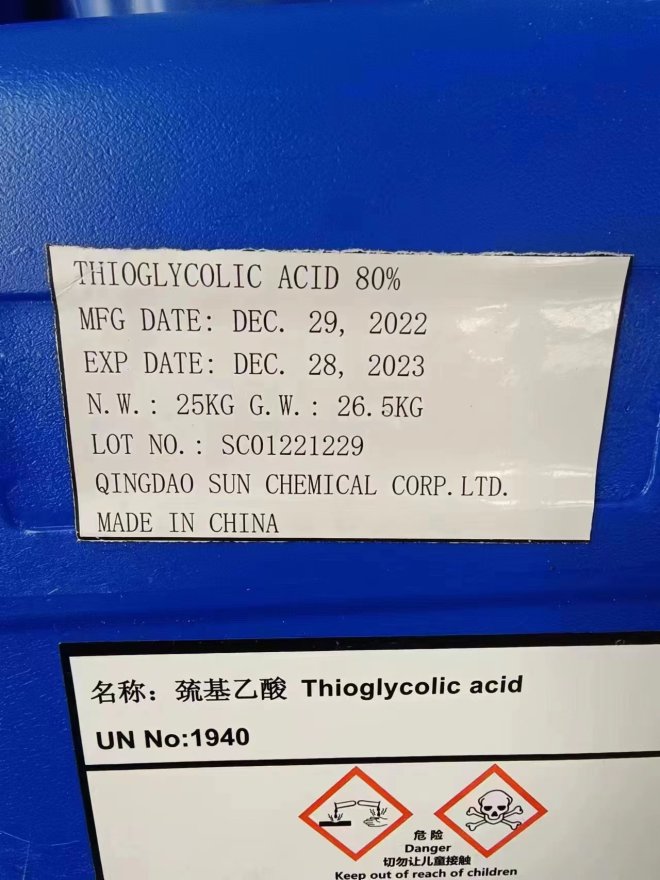 THIOGLYCOLIC ACID 80%
MFG DATE: DEC. 29, 2022
EXP DATE: DEC. 28, 2023
N.W.: 25KG G.W.: 26.5KG
LOT NO.: SC01221229
QINGDAO SUN CHEMICAL CORP.LTD.
MADE IN CHINA
名称：巯基乙酸 Thioglycolic acid
UN No:1940
危险
Danger
切勿让儿童接触
Keep out of reach of children